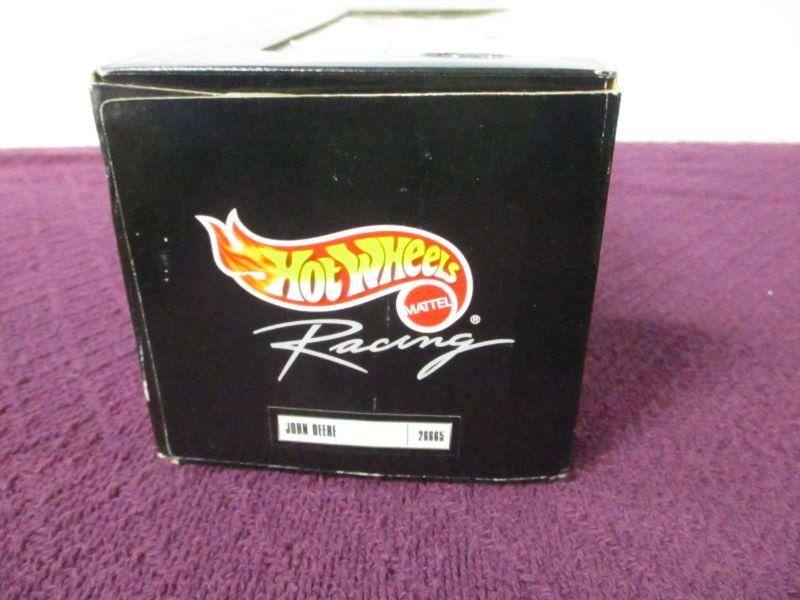 HOT WHEELS
MATTEL
Racing®
JOHN DEERE 26665